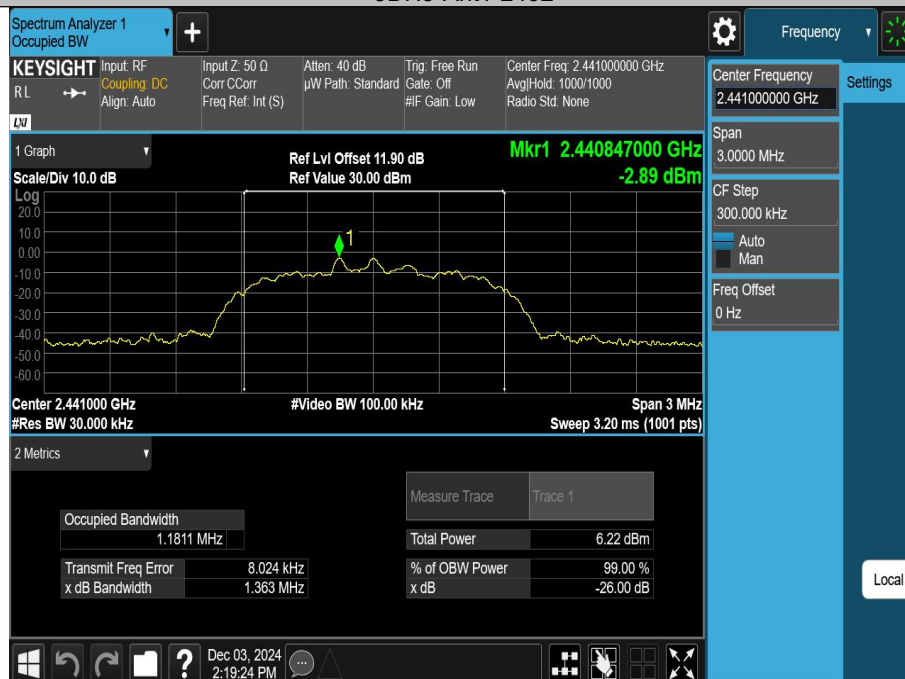 Spectrum Analyzer 1
Occupied BW
Frequency
KEYSIGHT
RL
LXI
Input: RF
Coupling: DC
Align: Auto
Input Z: 50 Ω
Corr CCorr
Freq Ref: Int (S)
Atten: 40 dB
µW Path: Standard
Trig: Free Run
Gate: Off
#IF Gain: Low
Center Freq: 2.441000000 GHz
Avg|Hold: 1000/1000
Radio Std: None
Center Frequency
2.441000000 GHz
Settings
Span
3.0000 MHz
CF Step
300.000 kHz
Auto
Man
Freq Offset
0 Hz
Local
1 Graph
Scale/Div 10.0 dB
Ref Lvl Offset 11.90 dB
Ref Value 30.00 dBm
Mkr1 2.440847000 GHz
-2.89 dBm
Log
20.0
10.0
0.00
-10.0
-20.0
-30.0
-40.0
-50.0
-60.0
1
Center 2.441000 GHz
#Res BW 30.000 kHz
#Video BW 100.00 kHz
Span 3 MHz
Sweep 3.20 ms (1001 pts)
2 Metrics
Measure Trace Trace 1
Occupied Bandwidth
1.1811 MHz
Total Power 6.22 dBm
Transmit Freq Error 8.024 kHz
% of OBW Power 99.00 %
x dB Bandwidth 1.363 MHz
x dB -26.00 dB
?
Dec 03, 2024
2:19:24 PM